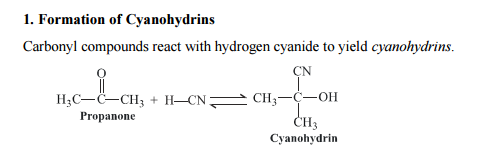 1. Formation of Cyanohydrins
Carbonyl compounds react with hydrogen cyanide to yield cyanohydrins.
O CN
H₃C—C—CH₃ + H—CN ⇌ CH₃—C—OH
Propanone CH₃
Cyanohydrin